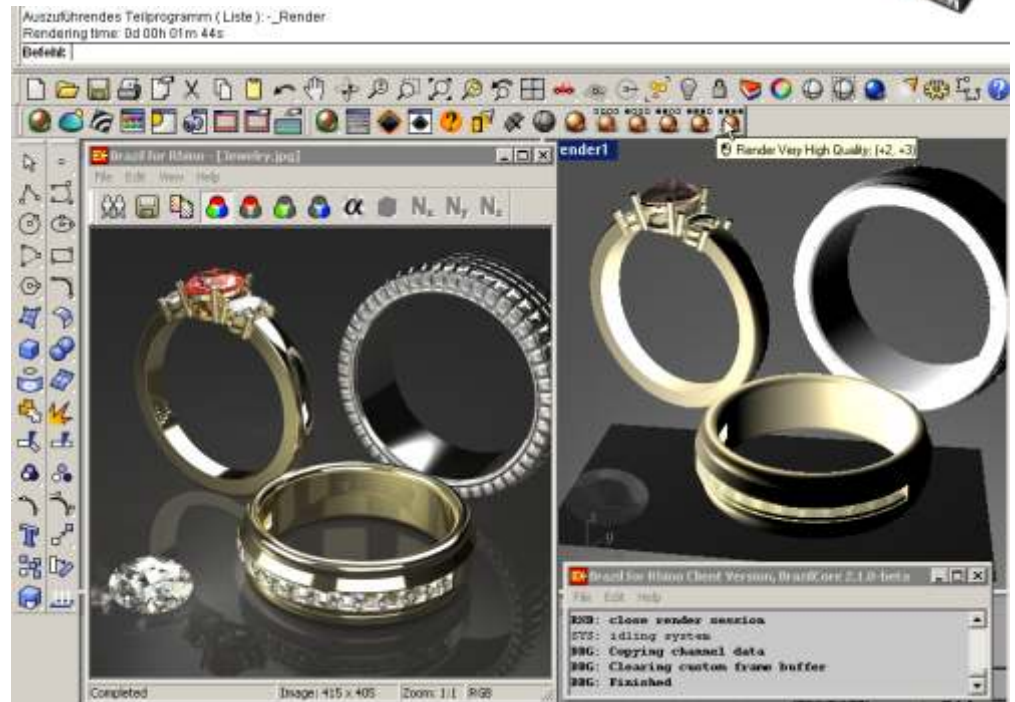 Auszuführendes Teilprogramm ( Liste ): -_Render
Rendering time: 0d 00h 01m 44s
Befehl:
Brazil for Rhino - [Jewelry.jpg]
File Edit View Help
α N x N y N z
ender1
Render Very High Quality: (+2, +3)
Brazil for Rhino Client Version, BrazilCore 2.1.0-beta
File Edit Help
RND: close render session
SYS: idling system
DBG: Copying channel data
DBG: Clearing custom frame buffer
DBG: Finished
Completed Image: 415 x 405 Zoom: 1:1 RGB